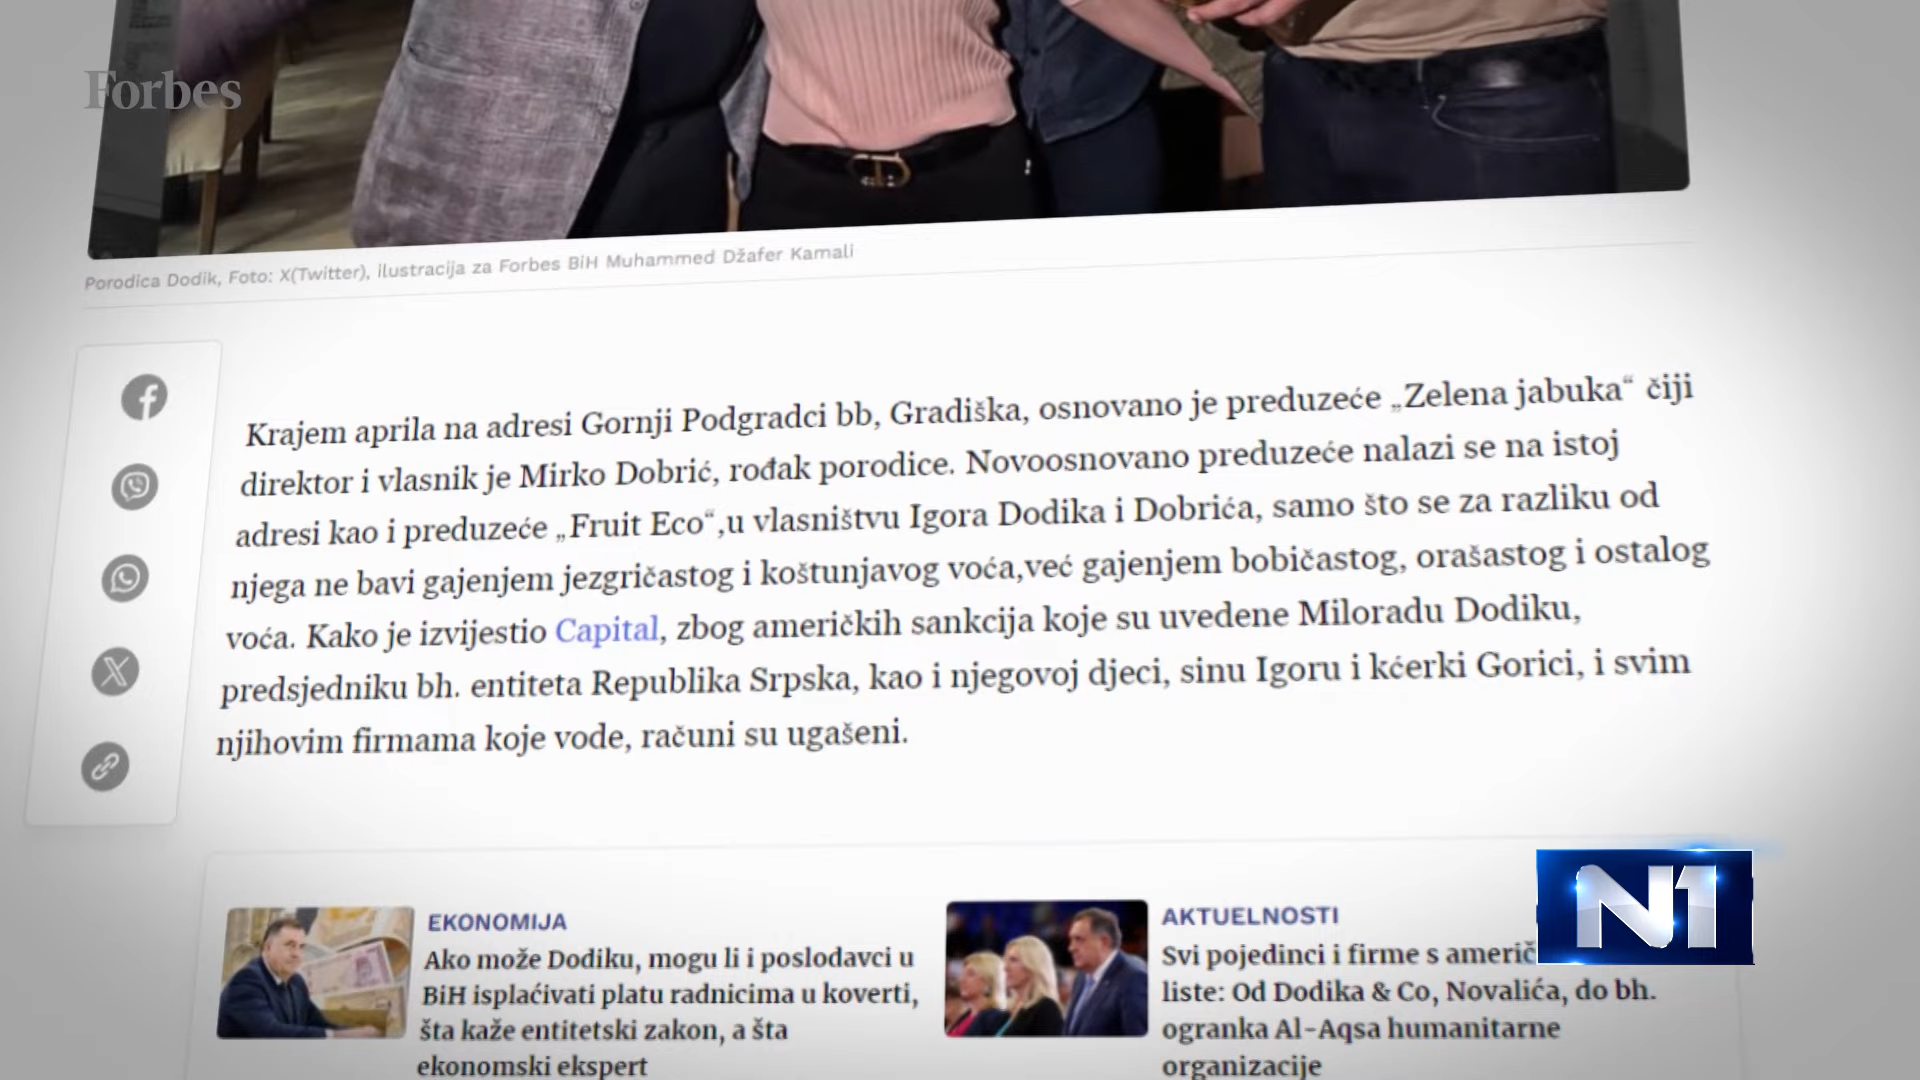 Forbes
Porodica Dodik, Foto: X(Twitter), ilustracija za Forbes BiH Muhammed Džafer Kamali
Krajem aprila na adresi Gornji Podgradci bb, Gradiška, osnovano je preduzeće „Zelena jabuka“ čiji
direktor i vlasnik je Mirko Dobrić, rođak porodice. Novoosnovano preduzeće nalazi se na istoj
adresi kao i preduzeće „Fruit Eco“,u vlasništvu Igora Dodika i Dobrića, samo što se za razliku od
njega ne bavi gajenjem jezgričastog i koštunjavog voća,već gajenjem bobičastog, orašastog i ostalog
voća. Kako je izvijestio Capital, zbog američkih sankcija koje su uvedene Miloradu Dodiku,
predsjedniku bh. entiteta Republika Srpska, kao i njegovoj djeci, sinu Igoru i kćerki Gorici, i svim
njihovim firmama koje vode, računi su ugašeni.
EKONOMIJA
Ako može Dodiku, mogu li i poslodavci u
BiH isplaćivati platu radnicima u koverti,
šta kaže entitetski zakon, a šta
ekonomski ekspert
AKTUELNOSTI
Svi pojedinci i firme s američ
liste: Od Dodika & Co, Novalića, do bh.
ogranka Al-Aqsa humanitarne
organizacije
N1